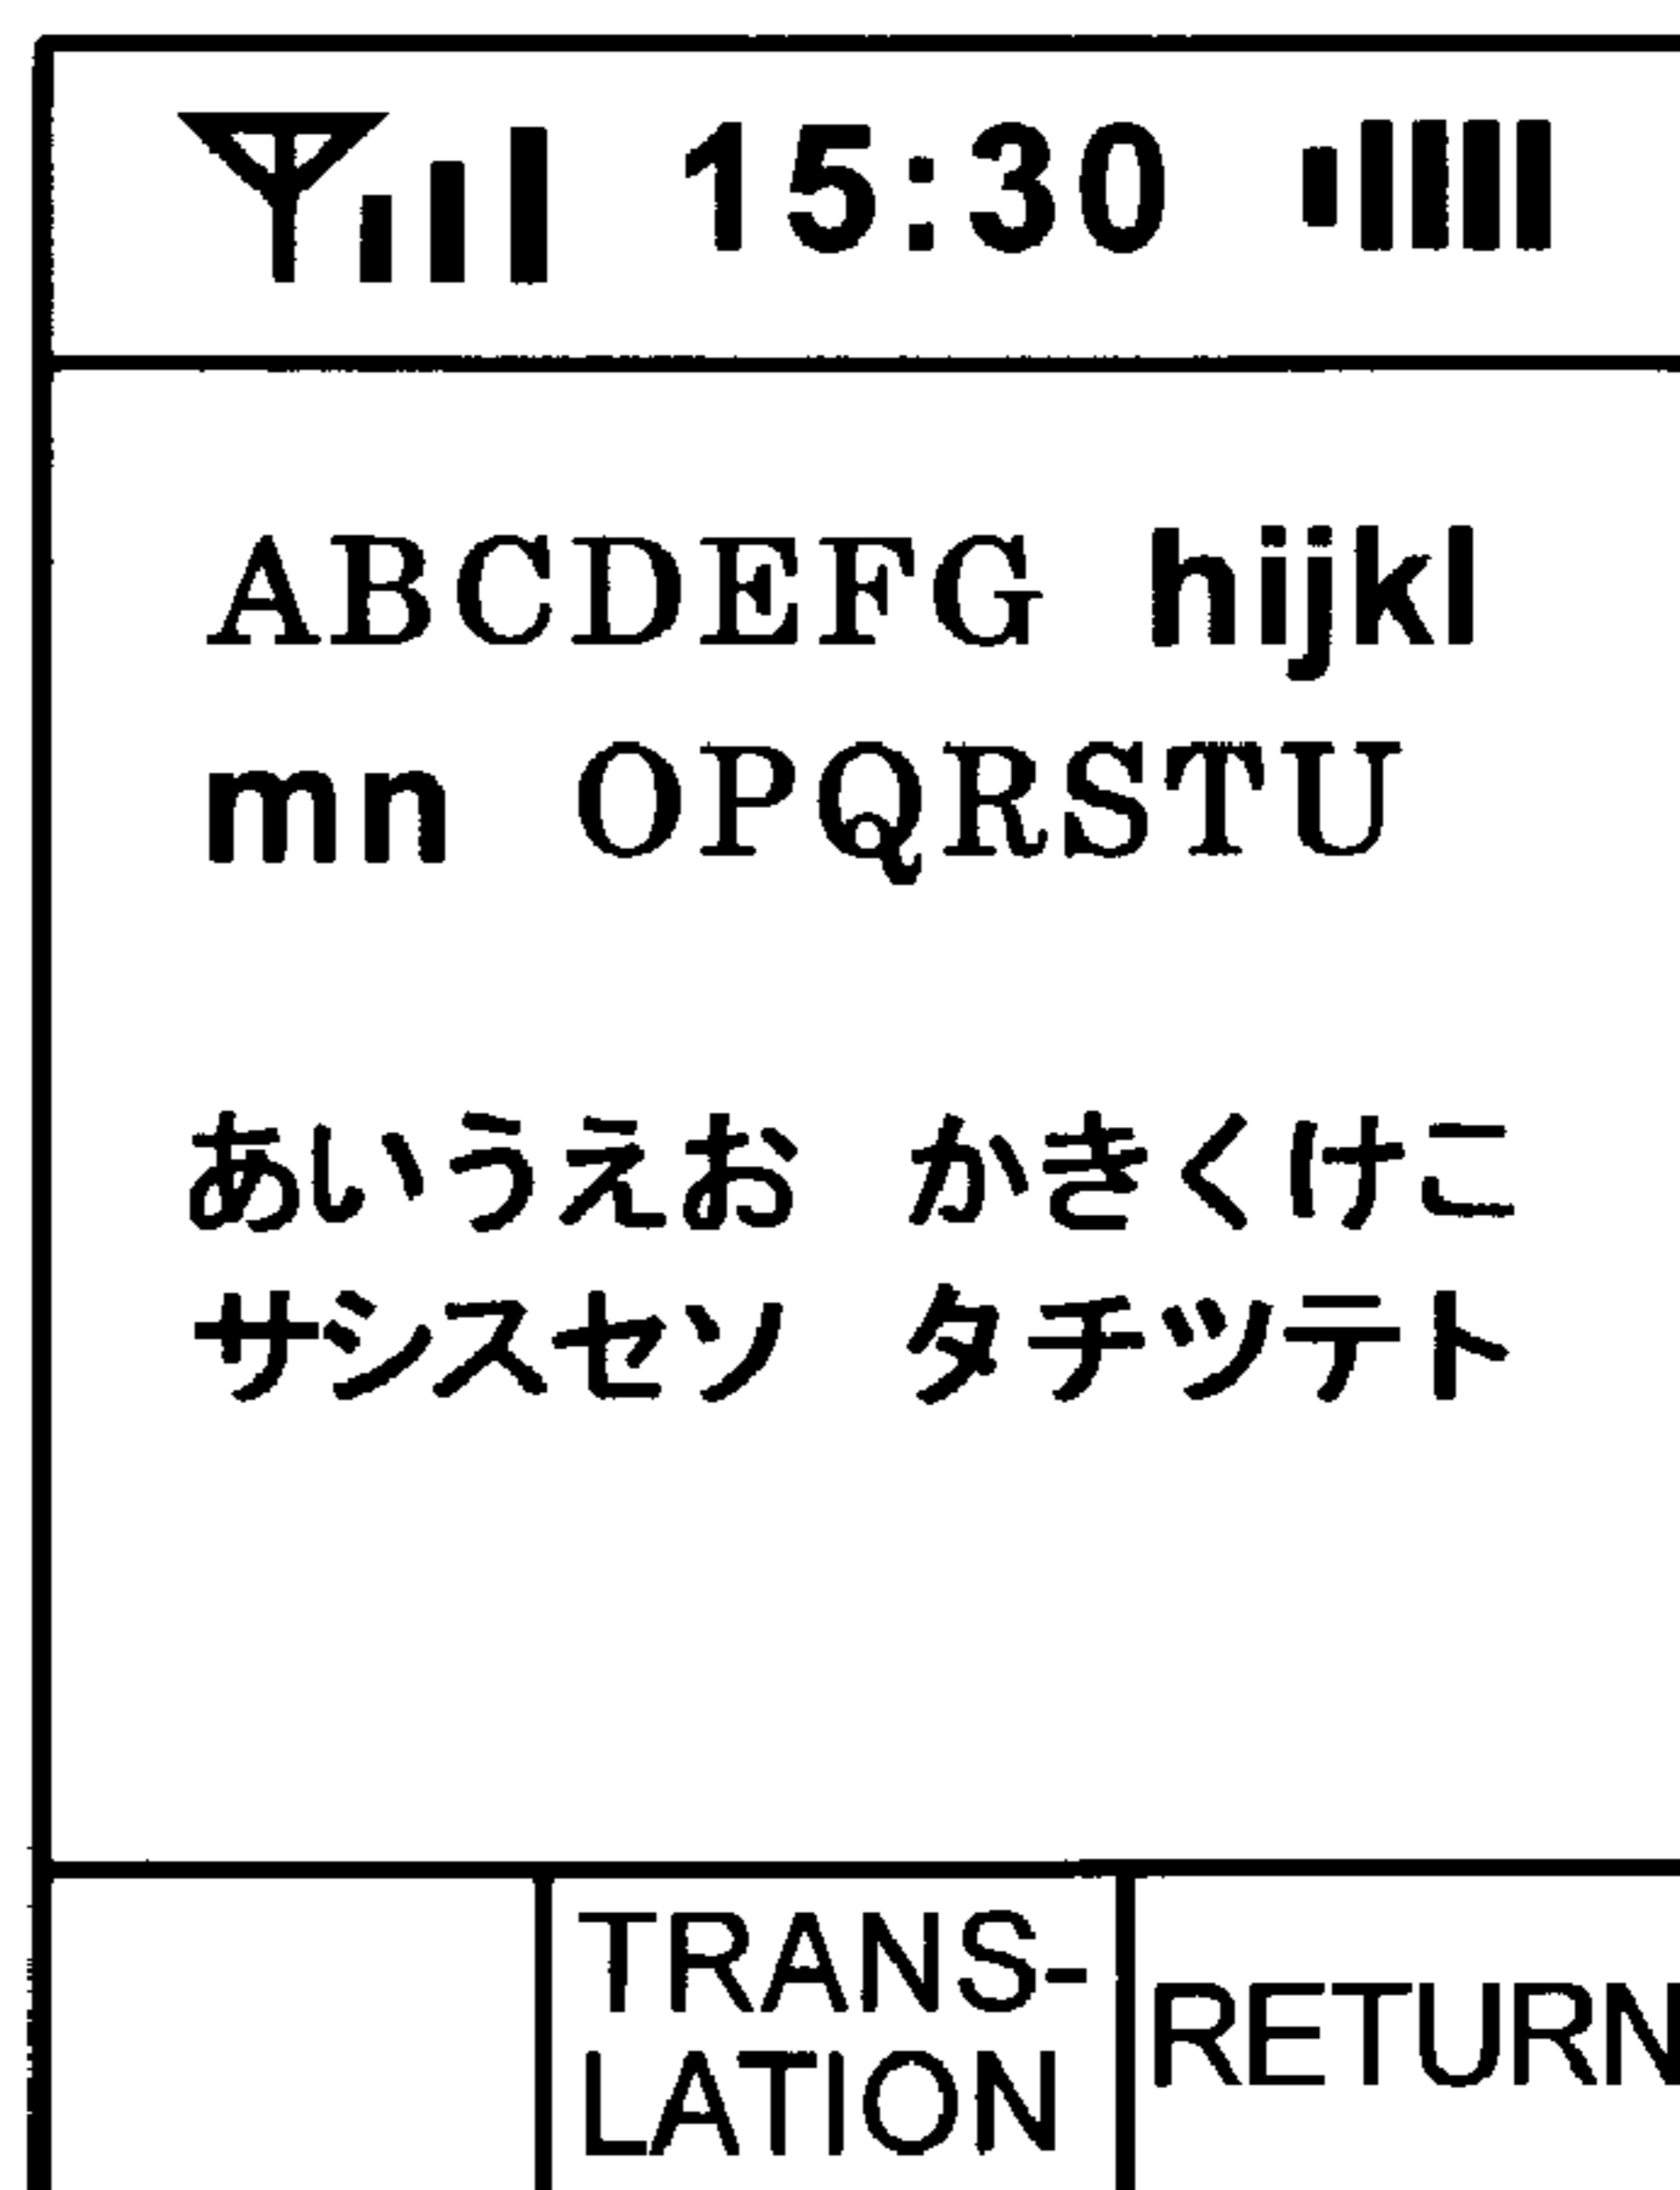 15:30
ABCDEFG hijkl
mn OPQRSTU
あいうえお かきくけこ
サシスセソ タチツテト
TRANS-
LATION
RETURN